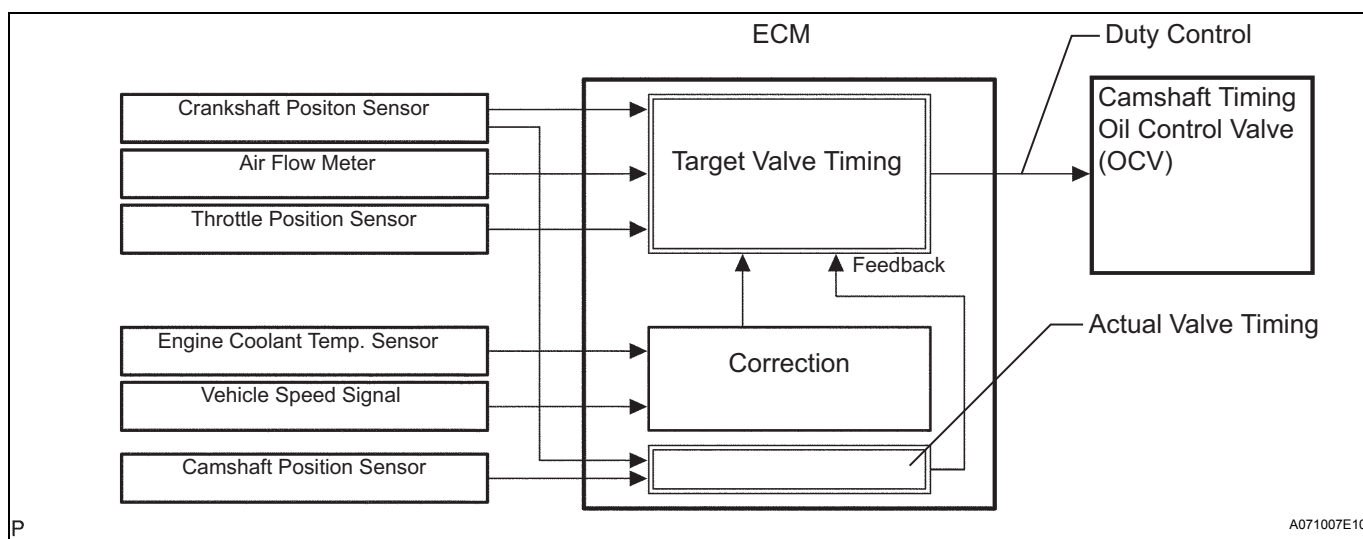 ECM
Duty Control
Crankshaft Positon Sensor
Air Flow Meter
Throttle Position Sensor
Target Valve Timing
Camshaft Timing
Oil Control Valve
(OCV)
Feedback
Engine Coolant Temp. Sensor
Vehicle Speed Signal
Correction
Actual Valve Timing
Camshaft Position Sensor
P
A071007E10